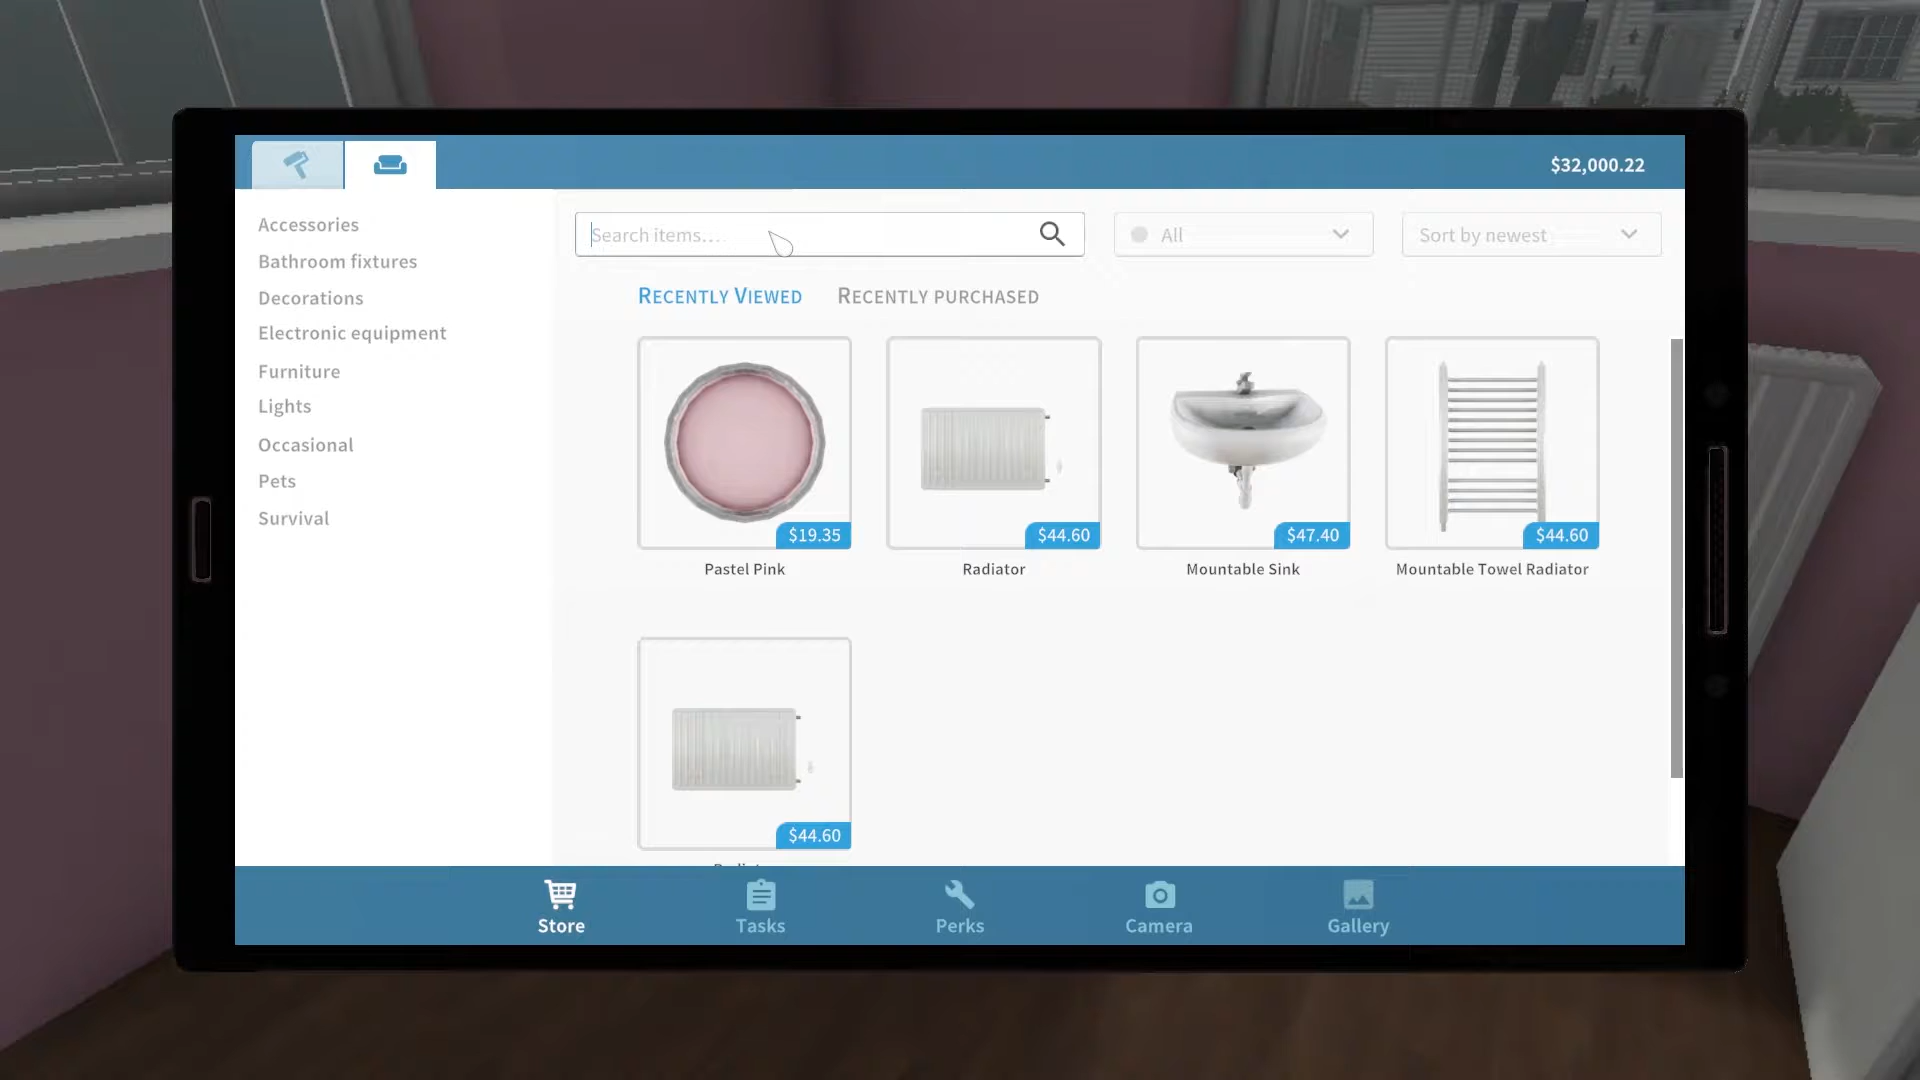 $32,000.22
Accessories
Bathroom fixtures
Decorations
Electronic equipment
Furniture
Lights
Occasional
Pets
Survival
Search items....
All
Sort by newest
RECENTLY VIEWED
RECENTLY PURCHASED
$19.35
Pastel Pink
$44.60
Radiator
$47.40
Mountable Sink
$44.60
Mountable Towel Radiator
$44.60
Store
Tasks
Perks
Camera
Gallery